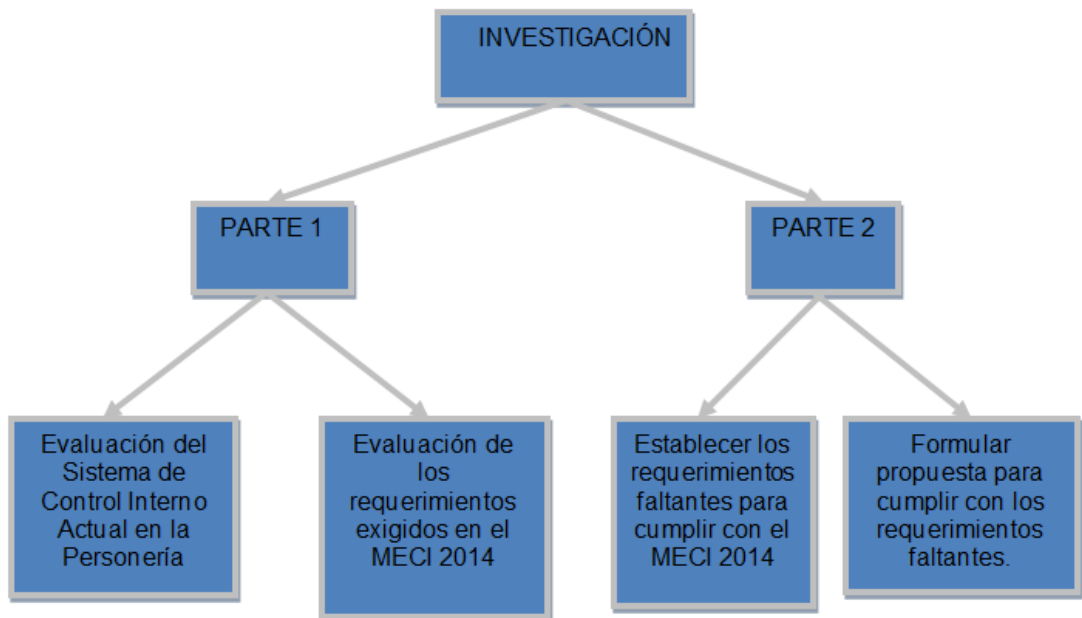 INVESTIGACIÓN
PARTE 1
PARTE 2
Evaluación del
Sistema de
Control Interno
Actual en la
Personería
Evaluación de
los
requerimientos
exigidos en el
MECI 2014
Establecer los
requerimientos
faltantes para
cumplir con el
MECI 2014
Formular
propuesta para
cumplir con los
requerimientos
faltantes.